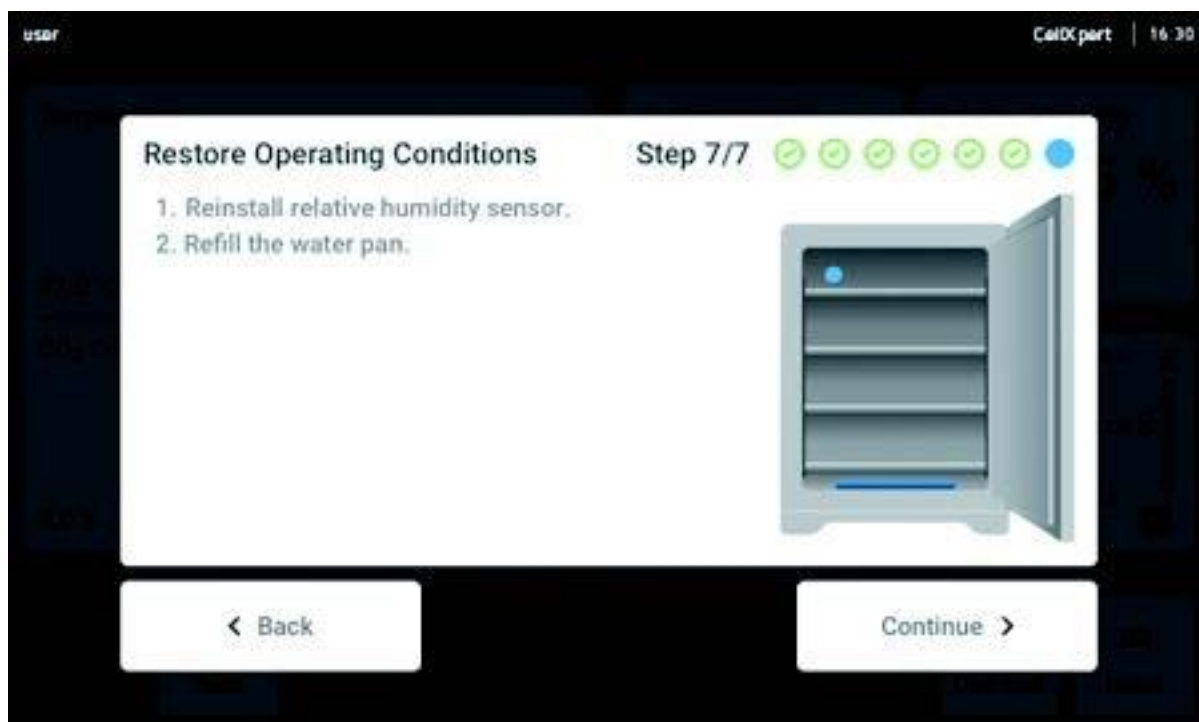 user
CellXpert | 16:30
Restore Operating Conditions
Step 7/7
1. Reinstall relative humidity sensor.
2. Refill the water pan.
Back
Continue